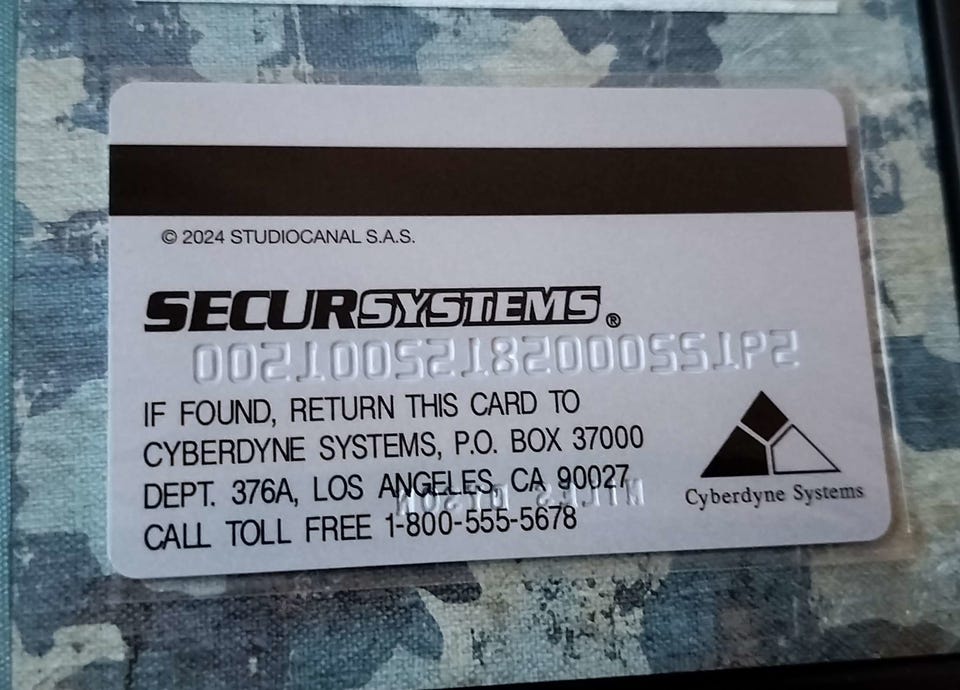 © 2024 STUDIOCANAL S.A.S.
SECURSYSTEMS®
IF FOUND, RETURN THIS CARD TO
CYBERDYNE SYSTEMS, P.O. BOX 37000
DEPT. 376A, LOS ANGELES, CA 90027
CALL TOLL FREE 1-800-555-5678
Cyberdyne Systems